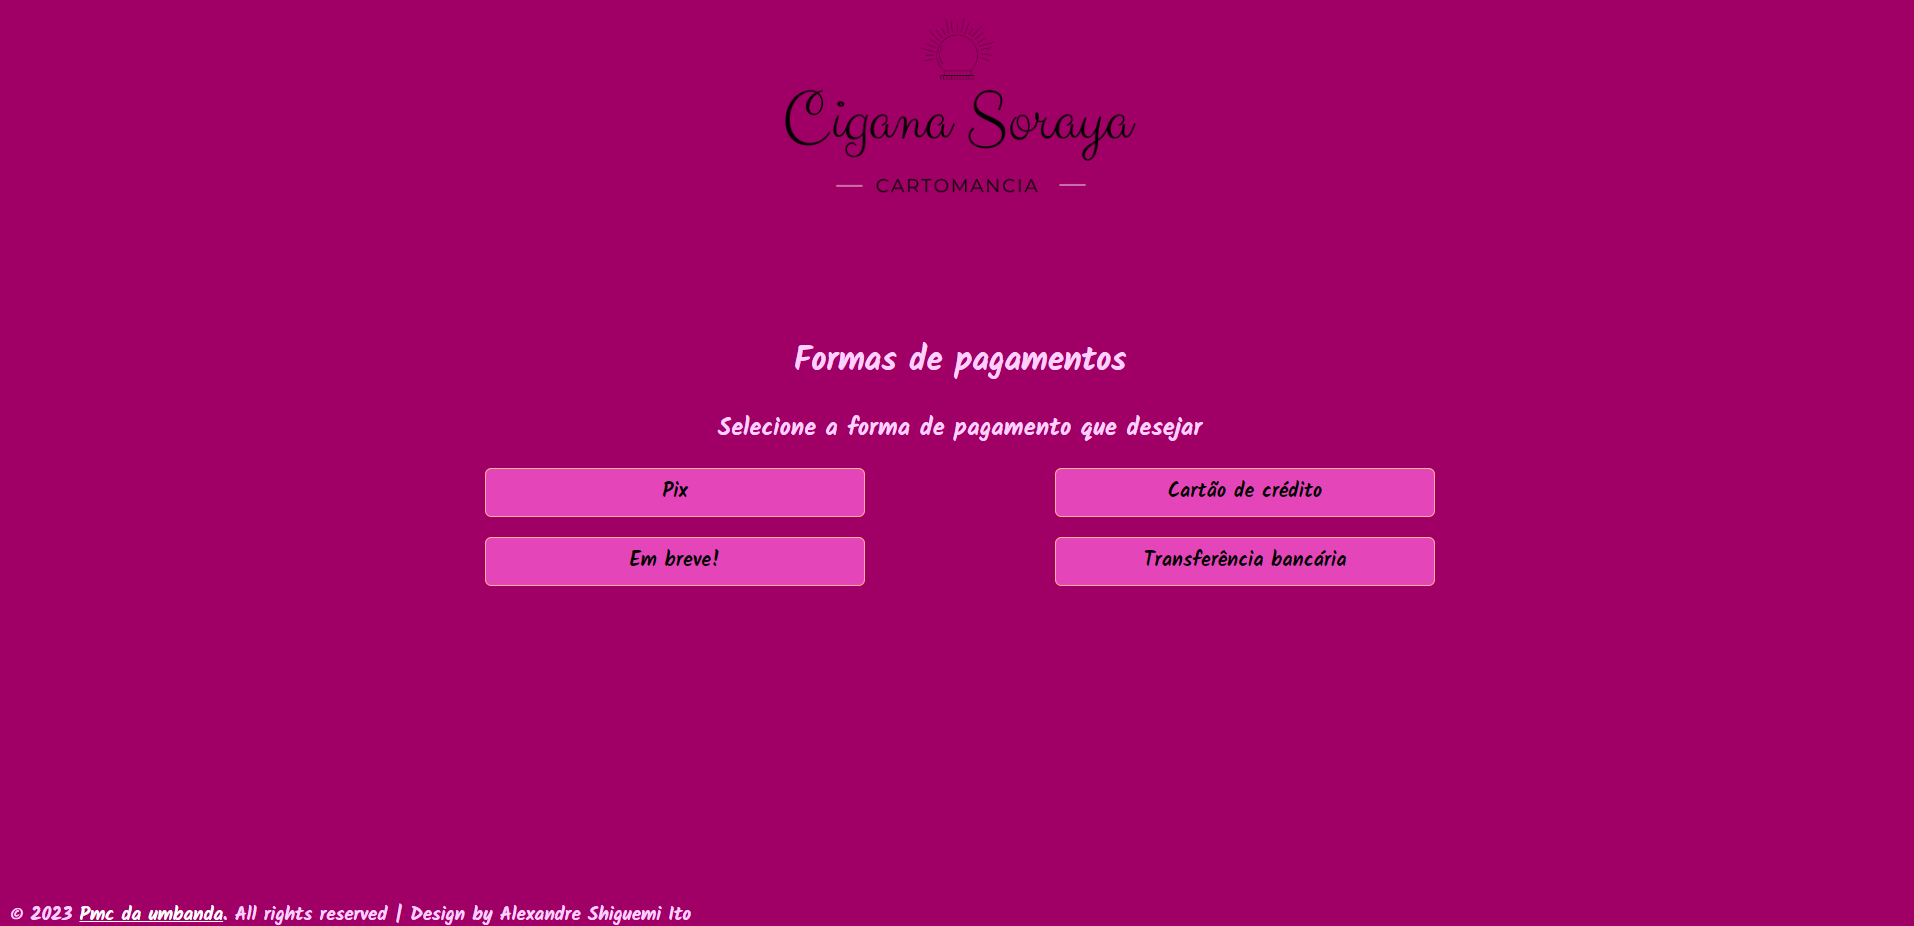 Cigana Soraya
CARTOMANCIA
Formas de pagamentos
Selecione a forma de pagamento que desejar
Pix
Cartão de crédito
Em breve!
Transferência bancária
© 2023 Pmc da umbanda. All rights reserved | Design by Alexandre Shiguemi Ito